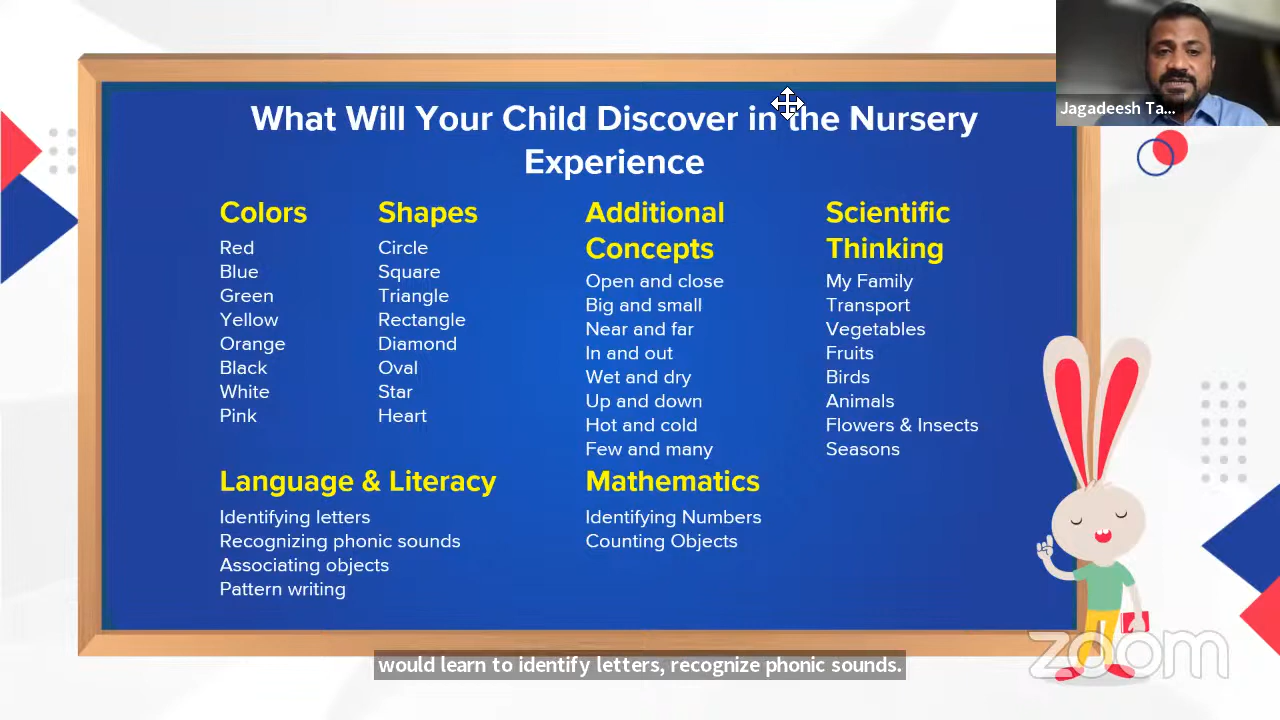 What Will Your Child Discover in the Nursery
Experience
Colors
Red
Blue
Green
Yellow
Orange
Black
White
Pink
Shapes
Circle
Square
Triangle
Rectangle
Diamond
Oval
Star
Heart
Additional
Concepts
Open and close
Big and small
Near and far
In and out
Wet and dry
Up and down
Hot and cold
Few and many
Scientific
Thinking
My Family
Transport
Vegetables
Fruits
Birds
Animals
Flowers & Insects
Seasons
Language & Literacy
Identifying letters
Recognizing phonic sounds
Associating objects
Pattern writing
Mathematics
Identifying Numbers
Counting Objects
Jagadeesh Ta...
zoom
would learn to identify letters, recognize phonic sounds.